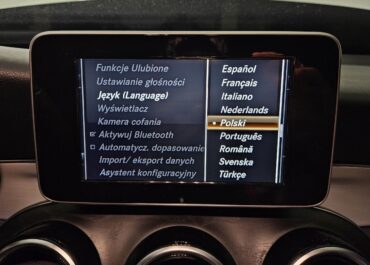 Funkcje Ulubione
Ustawianie głośności
Język (Language)
Wyświetlacz
Kamera cofania
Aktywuj Bluetooth
Automatycz. dopasowanie
Import/ eksport danych
Asystent konfiguracyjny
Español
Français
Italiano
Nederlands
Polski
Português
Română
Svenska
Türkçe